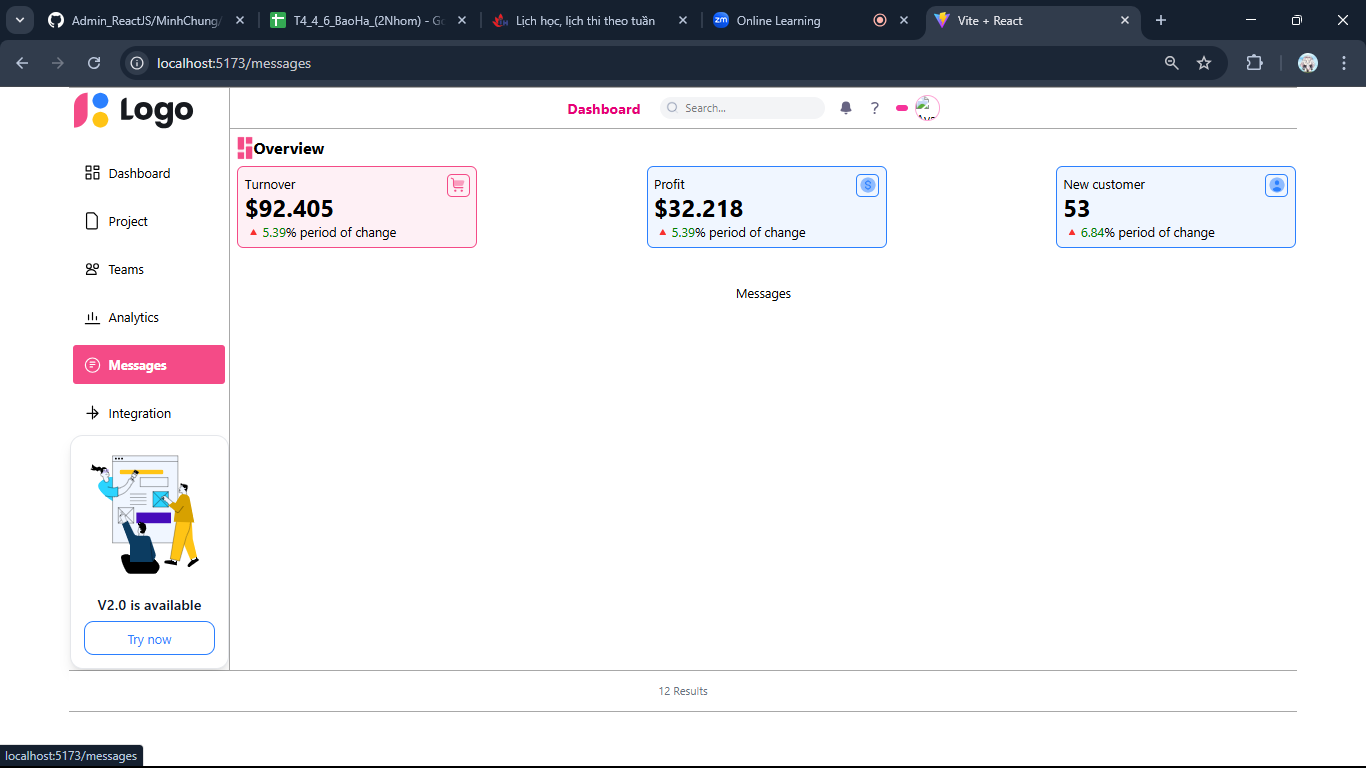 Admin_ReactJS/MinhChung/
T4_4_6_BaoHa_(2Nhom) - Go
Lịch học, lịch thi theo tuần
zm Online Learning
Vite + React
localhost:5173/messages
Logo
Dashboard
Search...
?
Dashboard
Project
Teams
Analytics
Messages
Integration
Overview
Turnover
$92.405
5.39% period of change
Profit
$32.218
5.39% period of change
New customer
53
6.84% period of change
Messages
V2.0 is available
Try now
12 Results
localhost:5173/messages